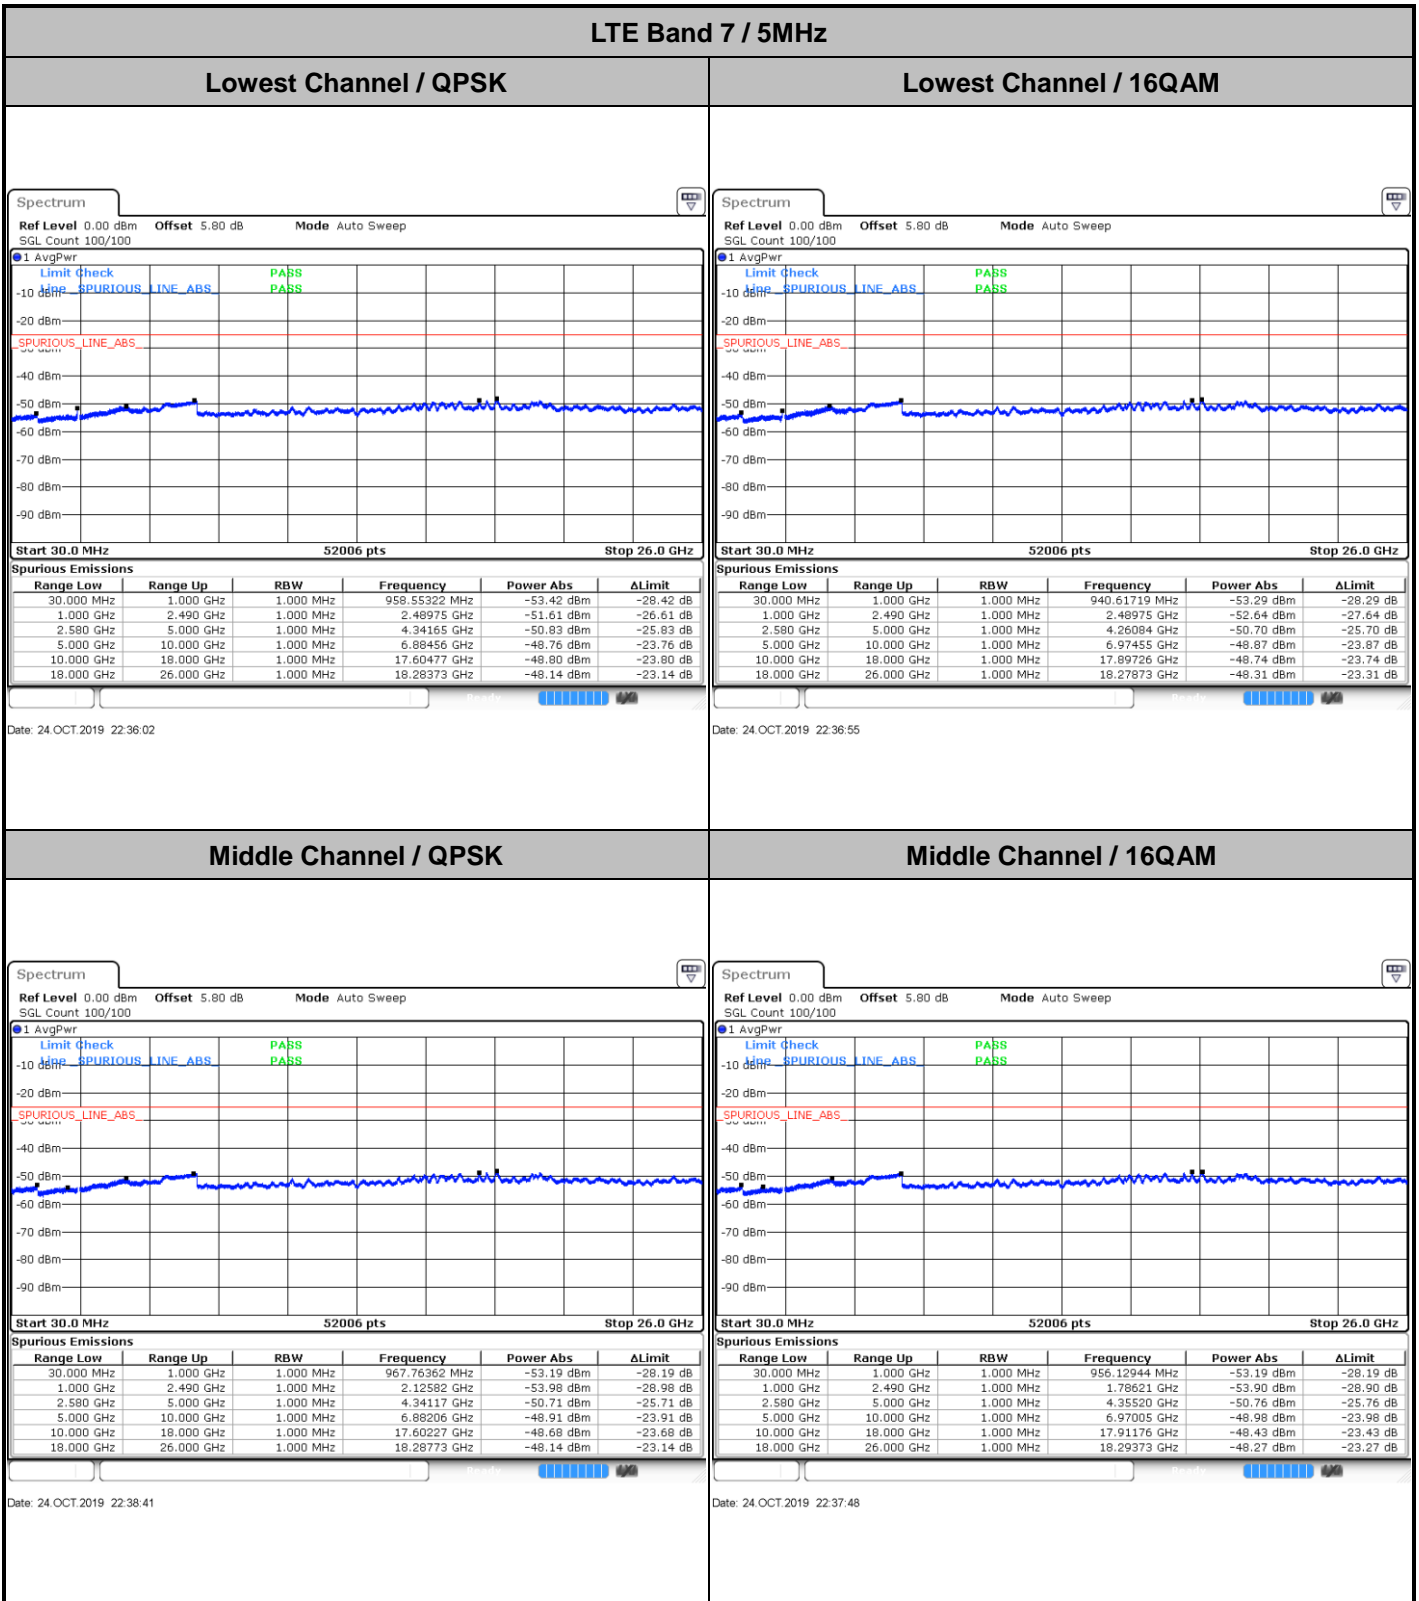 LTE Band 7 / 5MHz
Lowest Channel / QPSK
Lowest Channel / 16QAM
Spectrum
Ref Level 0.00 dBm Offset 5.80 dB Mode Auto Sweep
SGL Count 100/100
1 AvgPwr
Limit Check PASS
Line _SPURIOUS_LINE_ABS_ PASS
-10 dBm
-20 dBm
_SPURIOUS_LINE_ABS_
-30 dBm
-40 dBm
-50 dBm
-60 dBm
-70 dBm
-80 dBm
-90 dBm
Start 30.0 MHz 52006 pts Stop 26.0 GHz
Spurious Emissions
Range Low Range Up RBW Frequency Power Abs ΔLimit
30.000 MHz 1.000 GHz 1.000 MHz 958.55322 MHz -53.42 dBm -28.42 dB
1.000 GHz 2.490 GHz 1.000 MHz 2.48975 GHz -51.61 dBm -26.61 dB
2.580 GHz 5.000 GHz 1.000 MHz 4.34165 GHz -50.83 dBm -25.83 dB
5.000 GHz 10.000 GHz 1.000 MHz 6.88456 GHz -48.76 dBm -23.76 dB
10.000 GHz 18.000 GHz 1.000 MHz 17.60477 GHz -48.80 dBm -23.80 dB
18.000 GHz 26.000 GHz 1.000 MHz 18.28373 GHz -48.14 dBm -23.14 dB
Ready
Date: 24.OCT.2019 22:36:02
Spectrum
Ref Level 0.00 dBm Offset 5.80 dB Mode Auto Sweep
SGL Count 100/100
1 AvgPwr
Limit Check PASS
Line _SPURIOUS_LINE_ABS_ PASS
-10 dBm
-20 dBm
_SPURIOUS_LINE_ABS_
-30 dBm
-40 dBm
-50 dBm
-60 dBm
-70 dBm
-80 dBm
-90 dBm
Start 30.0 MHz 52006 pts Stop 26.0 GHz
Spurious Emissions
Range Low Range Up RBW Frequency Power Abs ΔLimit
30.000 MHz 1.000 GHz 1.000 MHz 940.61719 MHz -53.29 dBm -28.29 dB
1.000 GHz 2.490 GHz 1.000 MHz 2.48975 GHz -52.64 dBm -27.64 dB
2.580 GHz 5.000 GHz 1.000 MHz 4.26084 GHz -50.70 dBm -25.70 dB
5.000 GHz 10.000 GHz 1.000 MHz 6.97455 GHz -48.87 dBm -23.87 dB
10.000 GHz 18.000 GHz 1.000 MHz 17.89726 GHz -48.74 dBm -23.74 dB
18.000 GHz 26.000 GHz 1.000 MHz 18.27873 GHz -48.31 dBm -23.31 dB
Ready
Date: 24.OCT.2019 22:36:55
Middle Channel / QPSK
Middle Channel / 16QAM
Spectrum
Ref Level 0.00 dBm Offset 5.80 dB Mode Auto Sweep
SGL Count 100/100
1 AvgPwr
Limit Check PASS
Line _SPURIOUS_LINE_ABS_ PASS
-10 dBm
-20 dBm
_SPURIOUS_LINE_ABS_
-30 dBm
-40 dBm
-50 dBm
-60 dBm
-70 dBm
-80 dBm
-90 dBm
Start 30.0 MHz 52006 pts Stop 26.0 GHz
Spurious Emissions
Range Low Range Up RBW Frequency Power Abs ΔLimit
30.000 MHz 1.000 GHz 1.000 MHz 967.76362 MHz -53.19 dBm -28.19 dB
1.000 GHz 2.490 GHz 1.000 MHz 2.12582 GHz -53.98 dBm -28.98 dB
2.580 GHz 5.000 GHz 1.000 MHz 4.34117 GHz -50.71 dBm -25.71 dB
5.000 GHz 10.000 GHz 1.000 MHz 6.88206 GHz -48.91 dBm -23.91 dB
10.000 GHz 18.000 GHz 1.000 MHz 17.60227 GHz -48.68 dBm -23.68 dB
18.000 GHz 26.000 GHz 1.000 MHz 18.28773 GHz -48.14 dBm -23.14 dB
Ready
Date: 24.OCT.2019 22:38:41
Spectrum
Ref Level 0.00 dBm Offset 5.80 dB Mode Auto Sweep
SGL Count 100/100
1 AvgPwr
Limit Check PASS
Line _SPURIOUS_LINE_ABS_ PASS
-10 dBm
-20 dBm
_SPURIOUS_LINE_ABS_
-30 dBm
-40 dBm
-50 dBm
-60 dBm
-70 dBm
-80 dBm
-90 dBm
Start 30.0 MHz 52006 pts Stop 26.0 GHz
Spurious Emissions
Range Low Range Up RBW Frequency Power Abs ΔLimit
30.000 MHz 1.000 GHz 1.000 MHz 956.12944 MHz -53.19 dBm -28.19 dB
1.000 GHz 2.490 GHz 1.000 MHz 1.78621 GHz -53.90 dBm -28.90 dB
2.580 GHz 5.000 GHz 1.000 MHz 4.35520 GHz -50.76 dBm -25.76 dB
5.000 GHz 10.000 GHz 1.000 MHz 6.97005 GHz -48.98 dBm -23.98 dB
10.000 GHz 18.000 GHz 1.000 MHz 17.91176 GHz -48.43 dBm -23.43 dB
18.000 GHz 26.000 GHz 1.000 MHz 18.29373 GHz -48.27 dBm -23.27 dB
Ready
Date: 24.OCT.2019 22:37:48